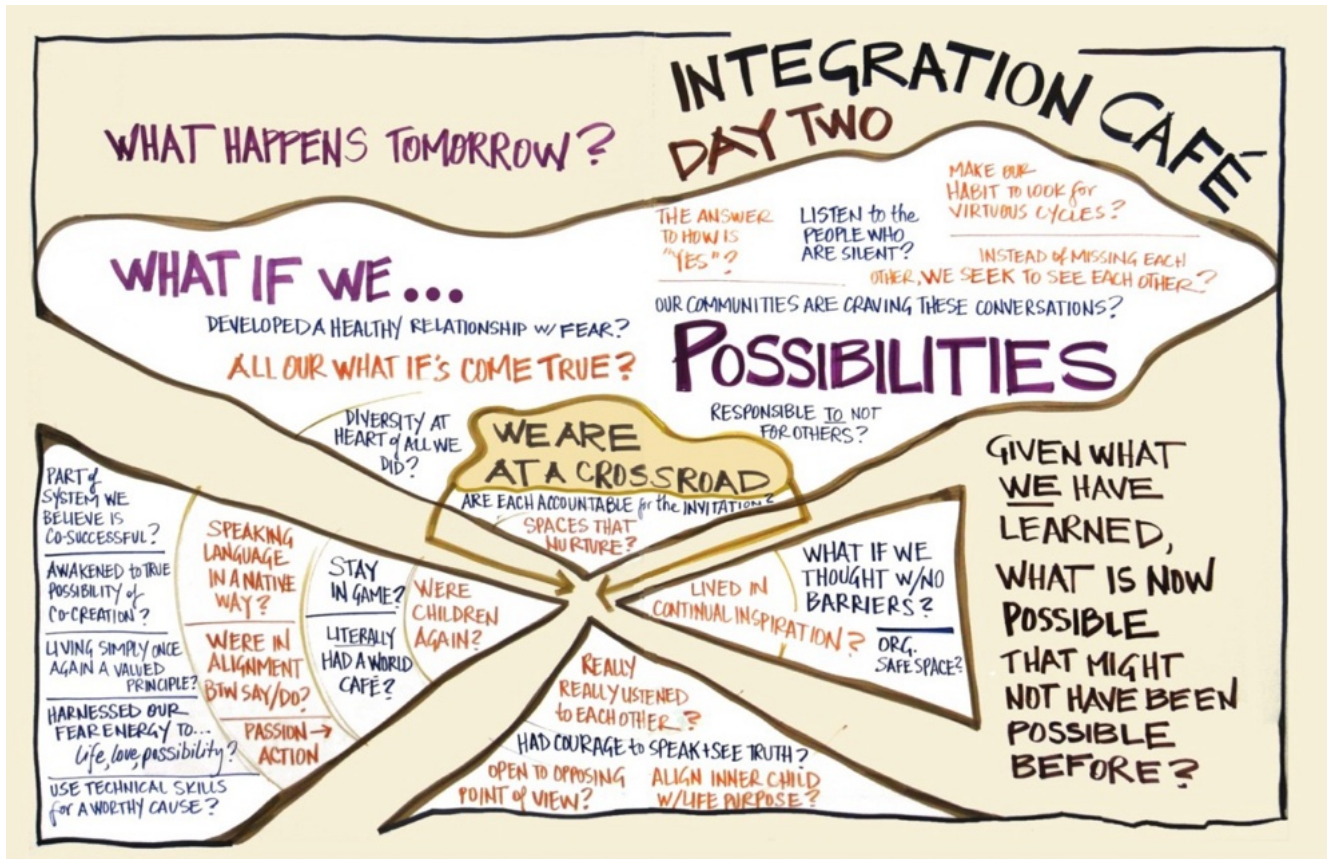 INTEGRATION CAFÉ
DAY TWO
WHAT HAPPENS TOMORROW?
WHAT IF WE...
DEVELOPED A HEALTHY RELATIONSHIP W/ FEAR?
ALL OUR WHAT IF'S COME TRUE?
DIVERSITY AT
HEART of ALL WE
DID?
THE ANSWER
TO HOW IS
"YES"?
LISTEN to the
PEOPLE WHO
ARE SILENT?
MAKE OUR
HABIT TO LOOK for
VIRTUOUS CYCLES?
INSTEAD of MISSING EACH
OTHER, WE SEEK TO SEE EACH OTHER?
OUR COMMUNITIES ARE CRAVING THESE CONVERSATIONS?
POSSIBILITIES
RESPONSIBLE TO NOT
FOR OTHERS?
WE ARE
AT A CROSSROAD
ARE EACH ACCOUNTABLE for the INVITATION?
SPACES THAT
NURTURE?
PART of
SYSTEM WE
BELIEVE IS
CO-SUCCESSFUL?
AWAKENED to TRUE
POSSIBILITY of
CO-CREATION?
LIVING SIMPLY ONCE
AGAIN A VALUED
PRINCIPLE?
HARNESSED OUR
FEAR ENERGY TO...
life, love, possibility?
USE TECHNICAL SKILLS
for A WORTHY CAUSE?
SPEAKING
LANGUAGE
IN A NATIVE
WAY?
WERE IN
ALIGNMENT
BTW SAY/DO?
PASSION→
ACTION
STAY
IN GAME?
LITERALLY
HAD A WORLD
CAFÉ?
WERE
CHILDREN
AGAIN?
LIVED IN
CONTINUAL INSPIRATION?
WHAT IF WE
THOUGHT W/NO
BARRIERS?
ORG.
SAFE SPACE?
REALLY
REALLY LISTENED
to EACH OTHER?
HAD COURAGE to SPEAK + SEE TRUTH?
OPEN TO OPPOSING
POINT of VIEW?
ALIGN INNER CHILD
W/LIFE PURPOSE?
GIVEN WHAT
WE HAVE
LEARNED,
WHAT IS NOW
POSSIBLE
THAT MIGHT
NOT HAVE BEEN
POSSIBLE
BEFORE?